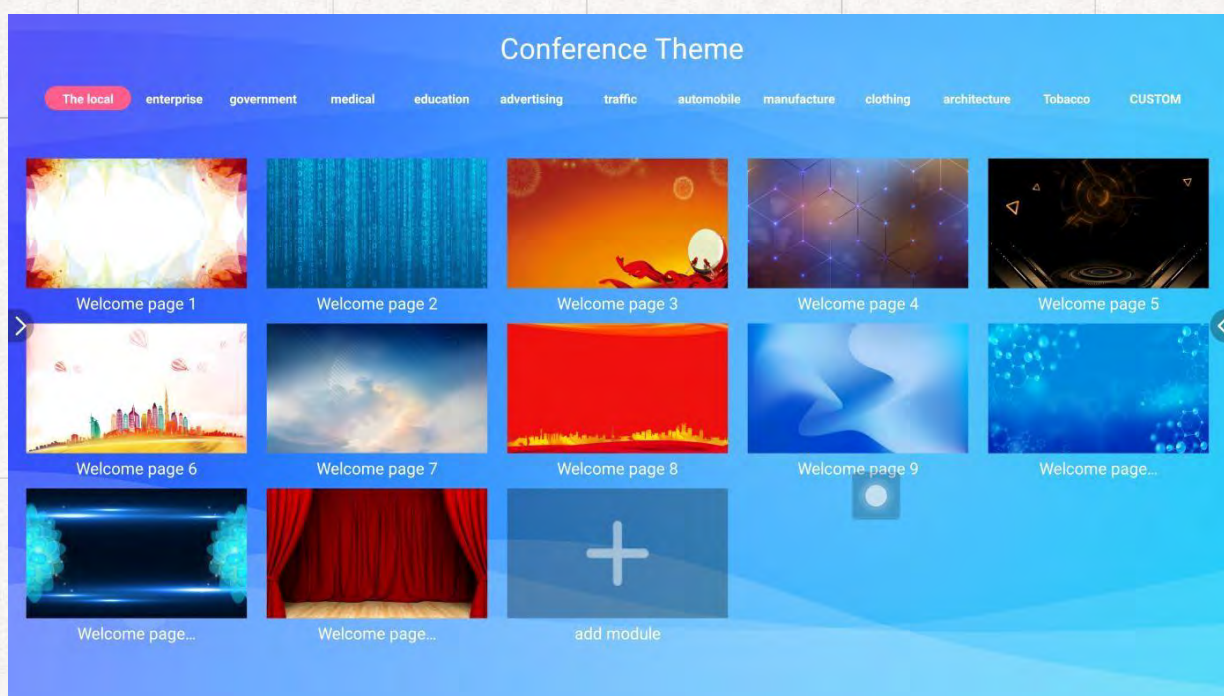 Conference Theme
The local enterprise government medical education advertising traffic automobile manufacture clothing architecture Tobacco CUSTOM
Welcome page 1 Welcome page 2 Welcome page 3 Welcome page 4 Welcome page 5
Welcome page 6 Welcome page 7 Welcome page 8 Welcome page 9 Welcome page...
Welcome page... Welcome page... add module